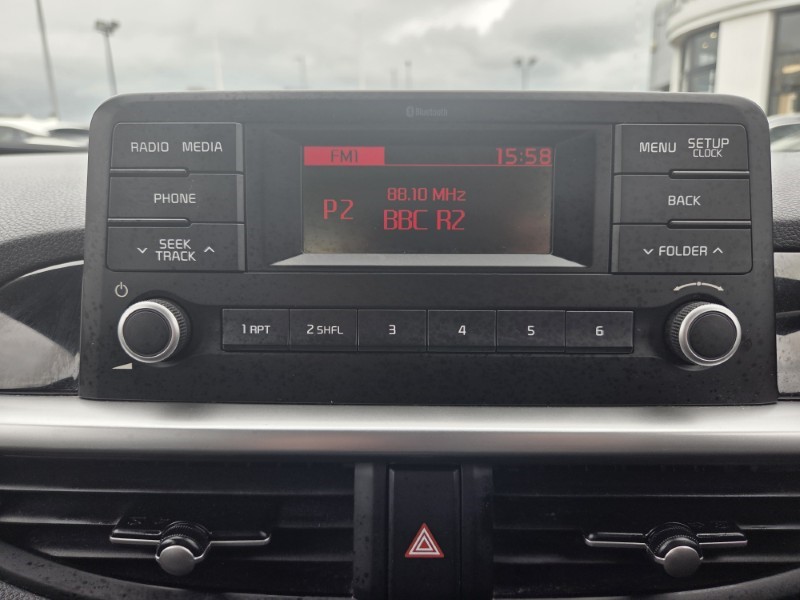 Bluetooth
RADIO MEDIA
PHONE
SEEK
TRACK
FM1 15:58
88.10 MHz
P2
BBC R2
MENU SETUP
CLOCK
BACK
FOLDER
1 RPT 2 SHFL 3 4 5 6